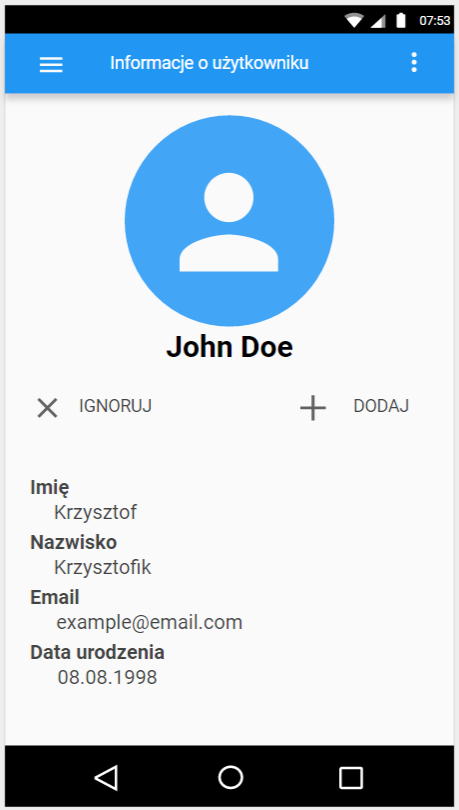 07:53
Informacje o użytkowniku
John Doe
IGNORUJ DODAJ
Imię
Krzysztof
Nazwisko
Krzysztofik
Email
example@email.com
Data urodzenia
08.08.1998